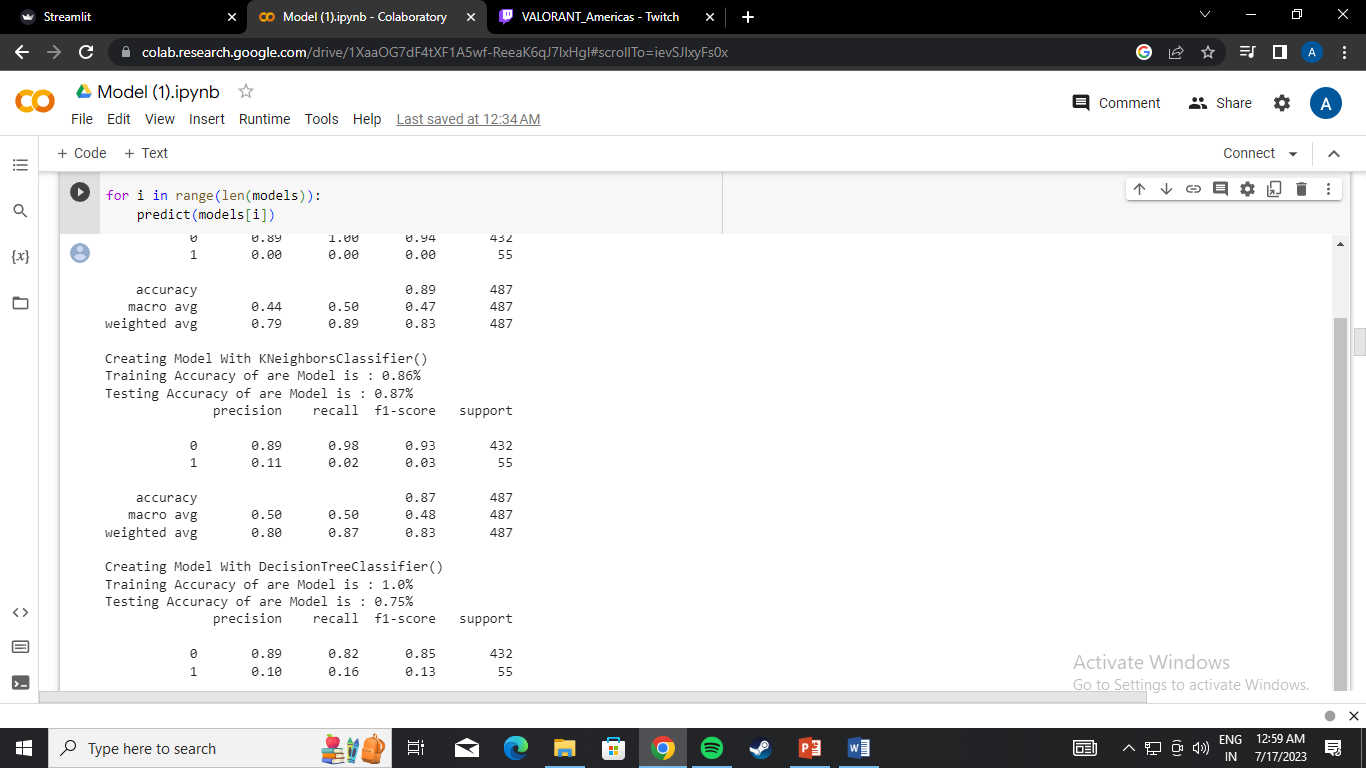 Streamlit
Model (1).ipynb - Colaboratory
VALORANT_Americas - Twitch
colab.research.google.com/drive/1XaaOG7dF4tXF1A5wf-ReeaK6qJ7lxHgl#scrollTo=ievSJlxyFs0x
A
Model (1).ipynb
File Edit View Insert Runtime Tools Help Last saved at 12:34 AM
Comment Share A
+ Code + Text Connect
for i in range(len(models)):
predict(models[i])
0 0.89 1.00 0.94 432
1 0.00 0.00 0.00 55
accuracy 0.89 487
macro avg 0.44 0.50 0.47 487
weighted avg 0.79 0.89 0.83 487
Creating Model With KNeighborsClassifier()
Training Accuracy of are Model is : 0.86%
Testing Accuracy of are Model is : 0.87%
precision recall f1-score support
0 0.89 0.98 0.93 432
1 0.11 0.02 0.03 55
accuracy 0.87 487
macro avg 0.50 0.50 0.48 487
weighted avg 0.80 0.87 0.83 487
Creating Model With DecisionTreeClassifier()
Training Accuracy of are Model is : 1.0%
Testing Accuracy of are Model is : 0.75%
precision recall f1-score support
0 0.89 0.82 0.85 432
1 0.10 0.16 0.13 55
Activate Windows
Go to Settings to activate Windows.
Type here to search
ENG
IN
12:59 AM
7/17/2023